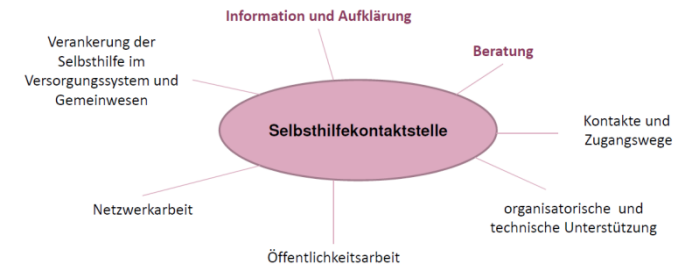 Information und Aufklärung
Verankerung der
Selbsthilfe im
Versorgungssystem und
Gemeinwesen
Beratung
Selbsthilfekontaktstelle
Kontakte und
Zugangswege
Netzwerkarbeit
organisatorische und
technische Unterstützung
Öffentlichkeitsarbeit